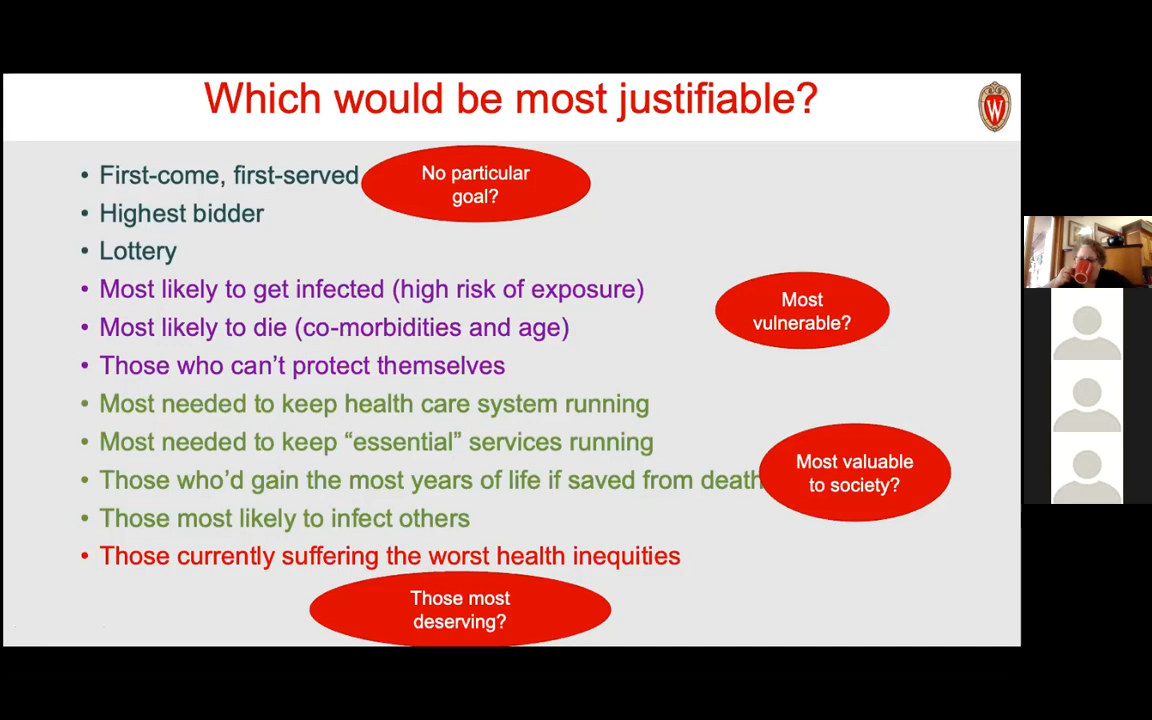 Which would be most justifiable?
W
• First-come, first-served
No particular
goal?
• Highest bidder
• Lottery
• Most likely to get infected (high risk of exposure)
Most
vulnerable?
• Most likely to die (co-morbidities and age)
• Those who can’t protect themselves
• Most needed to keep health care system running
• Most needed to keep “essential” services running
Most valuable
to society?
• Those who’d gain the most years of life if saved from death
• Those most likely to infect others
• Those currently suffering the worst health inequities
Those most
deserving?